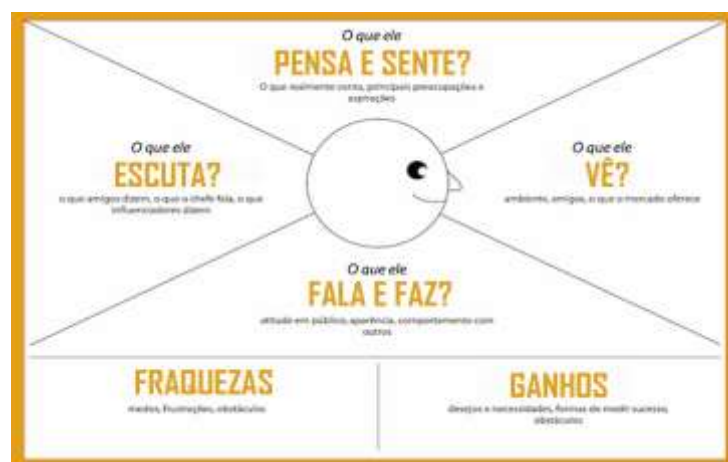 O que ele
PENSA E SENTE?
O que realmente conta, principais preocupações e
aspirações
O que ele
ESCUTA?
o que amigos dizem, o que o chefe fala, o que
influenciadores dizem
O que ele
VÊ?
ambiente, amigos, o que o mercado oferece
O que ele
FALA E FAZ?
atitude em público, aparência, comportamento com
outros
FRAQUEZAS
medos, frustrações, obstáculos
GANHOS
desejos e necessidades, formas de medir sucesso,
obstáculos